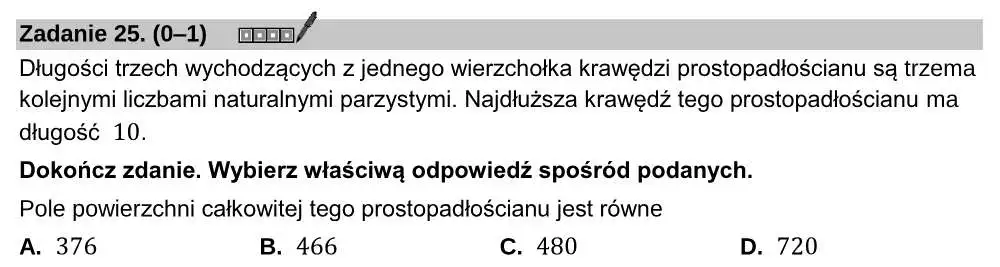 Zadanie 25. (0–1)
Długości trzech wychodzących z jednego wierzchołka krawędzi prostopadłościanu są trzema
kolejnymi liczbami naturalnymi parzystymi. Najdłuższa krawędź tego prostopadłościanu ma
długość 10.
Dokończ zdanie. Wybierz właściwą odpowiedź spośród podanych.
Pole powierzchni całkowitej tego prostopadłościanu jest równe
A. 376 B. 466 C. 480 D. 720